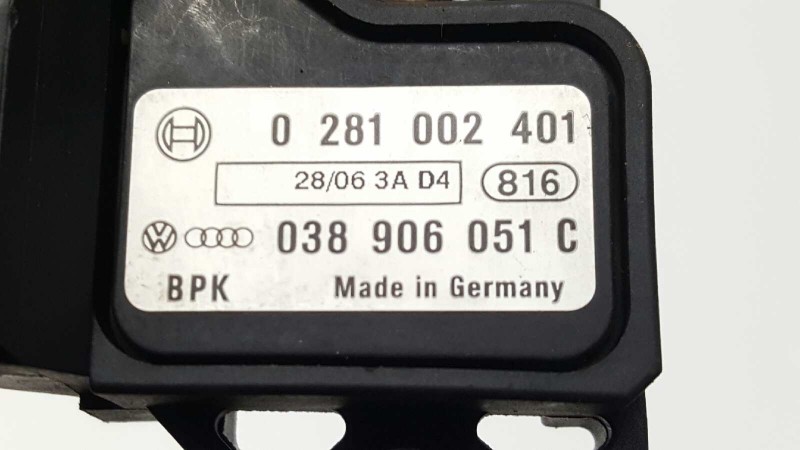 0 281 002 401
28/06 3A D4 816
038 906 051 C
BPK Made in Germany